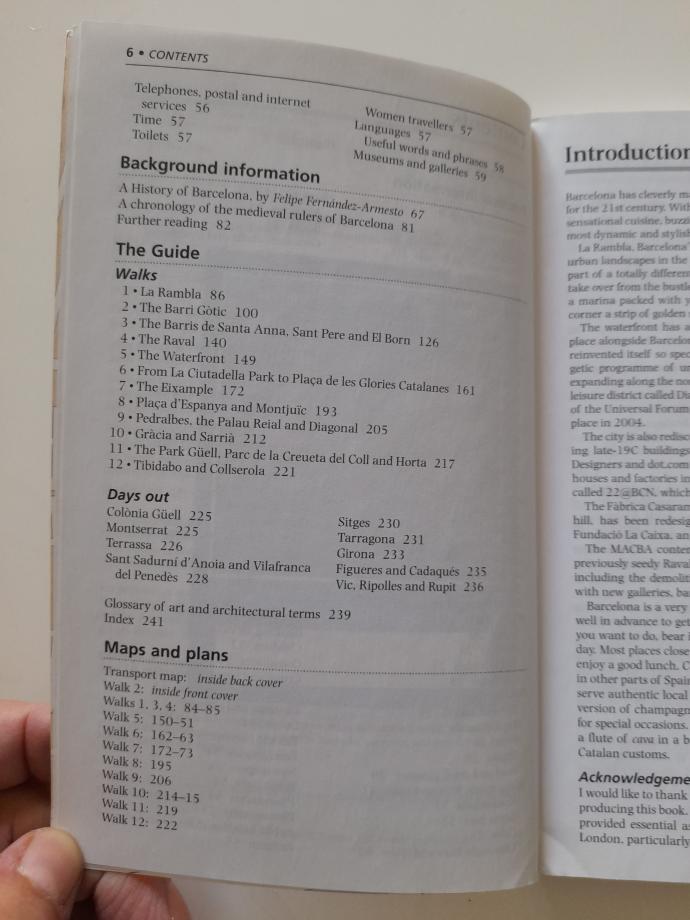 6 • CONTENTS
Telephones, postal and internet
services 56
Time 57
Toilets 57
Women travellers 57
Languages 57
Useful words and phrases 58
Museums and galleries 59
Background information
A History of Barcelona, by Felipe Fernández-Armesto 67
A chronology of the medieval rulers of Barcelona 81
Further reading 82
The Guide
Walks
1 • La Rambla 86
2 • The Barri Gòtic 100
3 • The Barris de Santa Anna, Sant Pere and El Born 126
4 • The Raval 140
5 • The Waterfront 149
6 • From La Ciutadella Park to Plaça de les Glories Catalanes 161
7 • The Eixample 172
8 • Plaça d'Espanya and Montjuïc 193
9 • Pedralbes, the Palau Reial and Diagonal 205
10 • Gràcia and Sarrià 212
11 • The Park Güell, Parc de la Creueta del Coll and Horta 217
12 • Tibidabo and Collserola 221
Days out
Colònia Güell 225
Montserrat 225
Terrassa 226
Sant Sadurní d'Anoia and Vilafranca
del Penedès 228
Sitges 230
Tarragona 231
Girona 233
Figueres and Cadaqués 235
Vic, Ripolles and Rupit 236
Glossary of art and architectural terms 239
Index 241
Maps and plans
Transport map: inside back cover
Walk 2: inside front cover
Walks 1, 3, 4: 84–85
Walk 5: 150–51
Walk 6: 162–63
Walk 7: 172–73
Walk 8: 195
Walk 9: 206
Walk 10: 214–15
Walk 11: 219
Walk 12: 222
Introduction
Barcelona has cleverly
for the 21st century. With
sensational cuisine,
most dynamic and
La Rambla, Barcelona'
urban landscapes in the
part of a totally
take over from the
a marina packed with
corner a strip of golden
The waterfront has a
place alongside
reinvented itself so
getic programme of
expanding along the
leisure district called
of the Universal Forum
place in 2004.
The city is also
ing late-19C buildings
Designers and dot.com
houses and factories in
called 22@BCN, which
The Fàbrica
hill, has been
Fundació La Caixa,
The MACBA
previously seedy
including the
with new galleries,
Barcelona is a very
well in advance to get
you want to do, bear
day. Most places close
enjoy a good lunch.
in other parts of
serve authentic local
version of
for special occasions.
a flute of cava in a
Catalan customs.
I would like to thank
producing this book.
provided essential
London, particularly